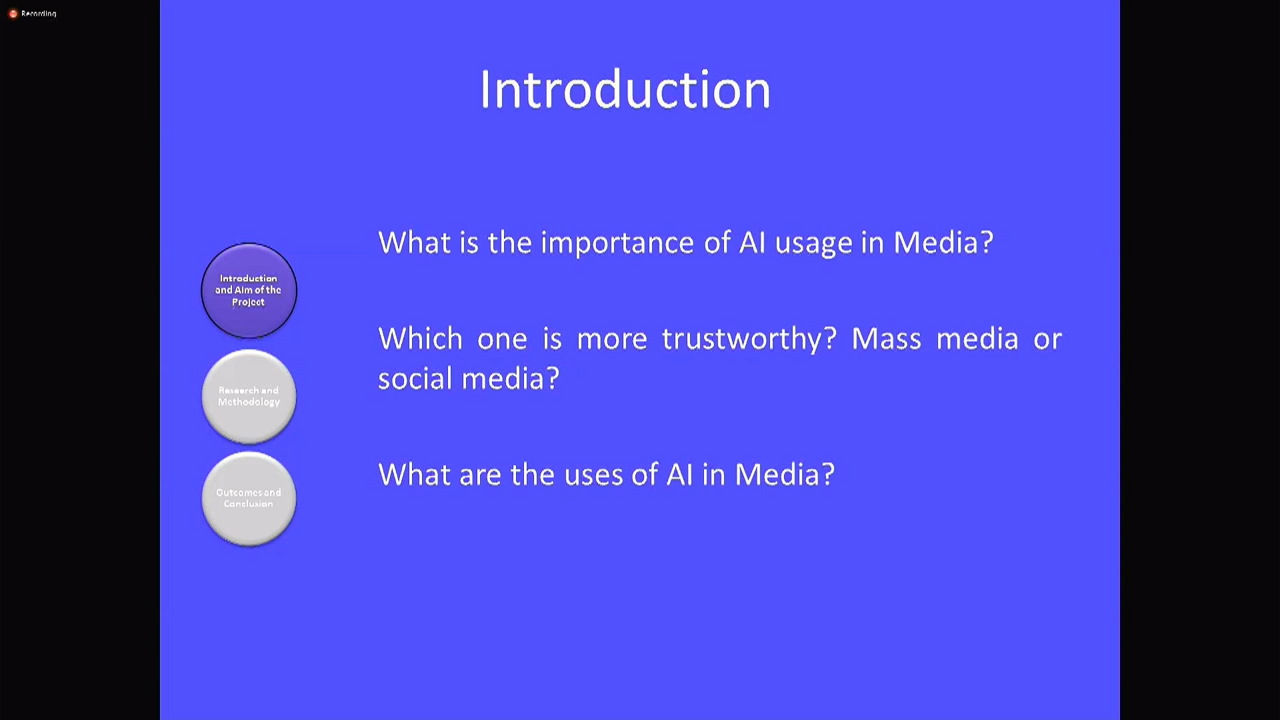 Recording
Introduction
What is the importance of AI usage in Media?
Introduction
and Aim of the
Project
Which one is more trustworthy? Mass media or
social media?
Research and
Methodology
What are the uses of AI in Media?
Outcomes and
Conclusion